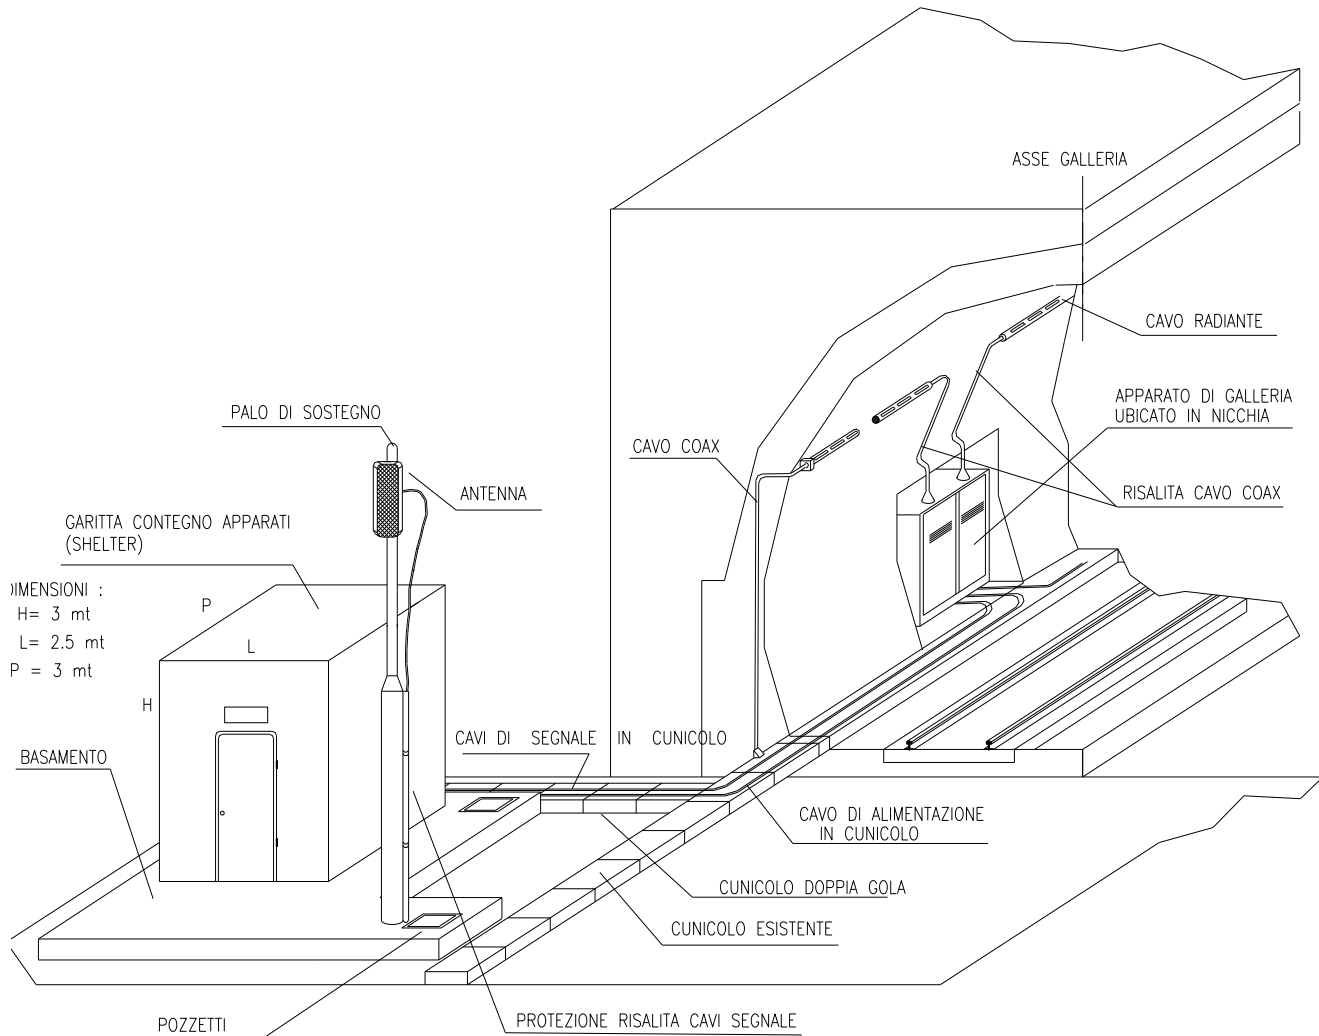 ASSE GALLERIA
CAVO RADIANTE
APPARATO DI GALLERIA
UBICATO IN NICCHIA
PALO DI SOSTEGNO
CAVO COAX
ANTENNA
RISALITA CAVO COAX
GARITTA CONTEGNO APPARATI
(SHELTER)
DIMENSIONI :
H= 3 mt
L= 2.5 mt
P = 3 mt
P
L
H
BASAMENTO
CAVI DI SEGNALE IN CUNICOLO
CAVO DI ALIMENTAZIONE
IN CUNICOLO
CUNICOLO DOPPIA GOLA
CUNICOLO ESISTENTE
POZZETTI
PROTEZIONE RISALITA CAVI SEGNALE